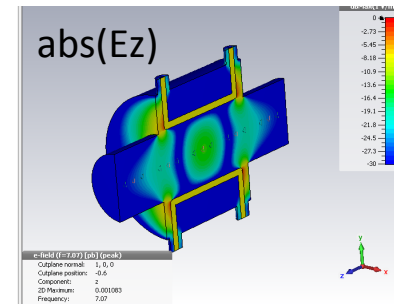 abs(Ez)
0
-2.73
-5.45
-8.18
-10.9
-13.6
-16.4
-19.1
-21.8
-24.5
-27.3
-30
y
z
x
e-field (f=7.07) [pb] (peak)
Cutplane normal: 1, 0, 0
Cutplane position: -0.6
Component: z
2D Maximum: 0.001083
Frequency: 7.07